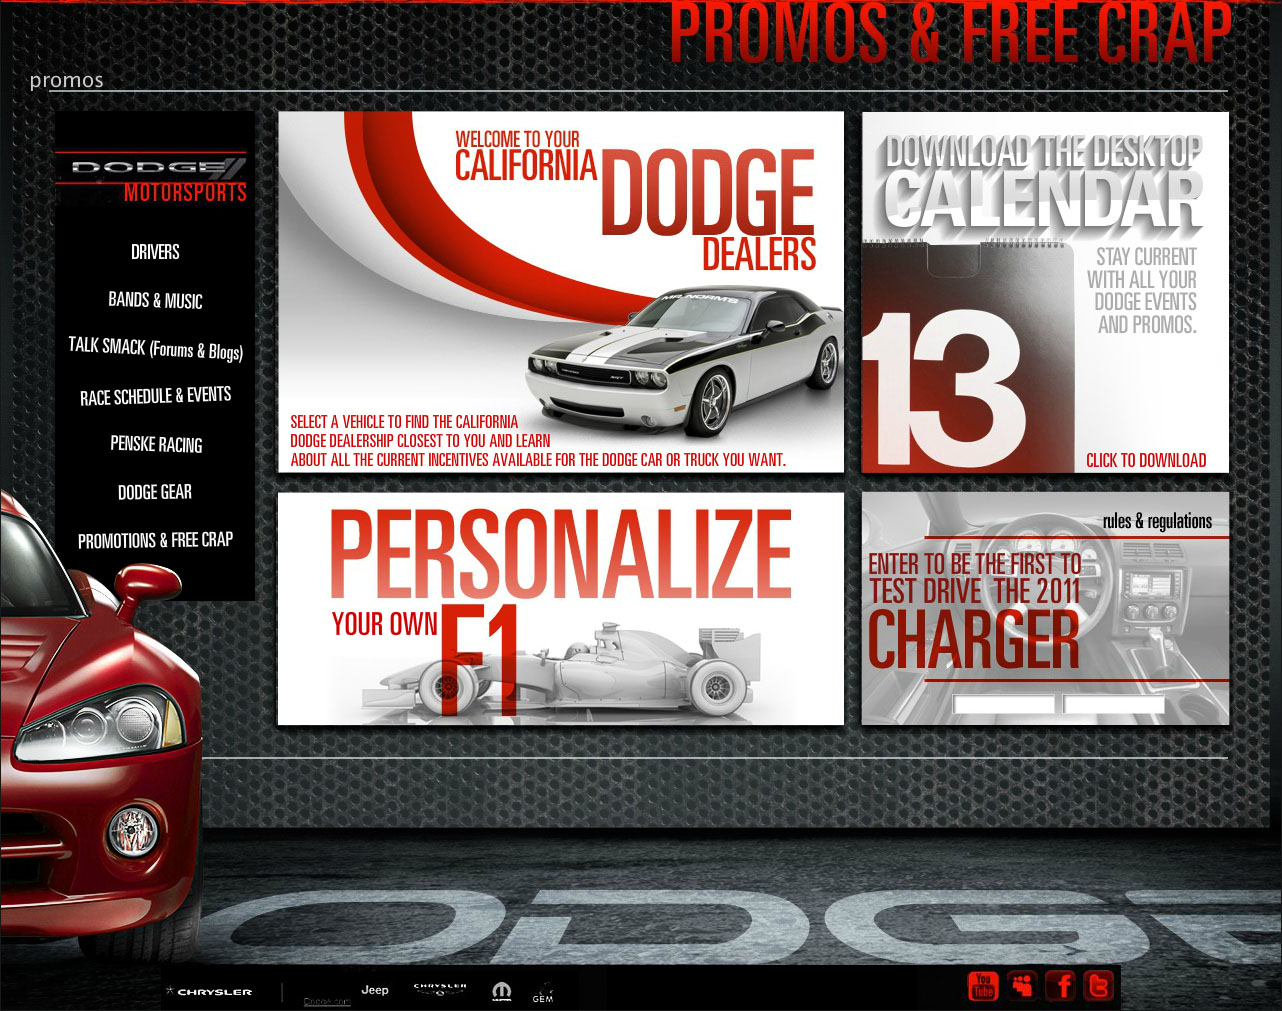 PROMOS & FREE CRAP
promos
DODGE
MOTORSPORTS
DRIVERS
BANDS & MUSIC
TALK SMACK (Forums & Blogs)
RACE SCHEDULE & EVENTS
PENSKE RACING
DODGE GEAR
PROMOTIONS & FREE CRAP
WELCOME TO YOUR
CALIFORNIA
DODGE
DEALERS
MR. NORM'S
SELECT A VEHICLE TO FIND THE CALIFORNIA
DODGE DEALERSHIP CLOSEST TO YOU AND LEARN
ABOUT ALL THE CURRENT INCENTIVES AVAILABLE FOR THE DODGE CAR OR TRUCK YOU WANT.
DOWNLOAD THE DESKTOP
CALENDAR
STAY CURRENT
WITH ALL YOUR
DODGE EVENTS
AND PROMOS.
13
CLICK TO DOWNLOAD
PERSONALIZE
YOUR OWN
F1
rules & regulations
ENTER TO BE THE FIRST TO
TEST DRIVE THE 2011
CHARGER
ODGE
CHRYSLER
Dodge.com
Jeep
CHRYSLER
GEM
You
Tube
f
t